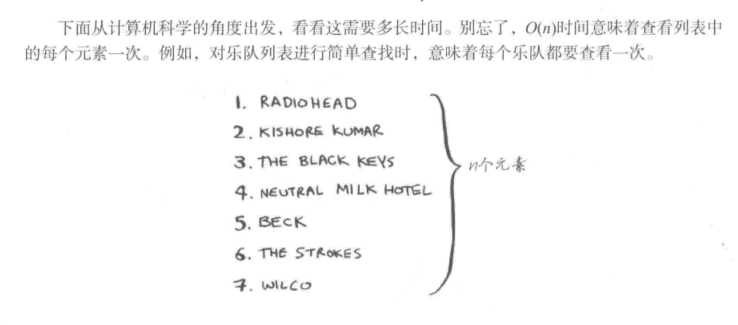 下面从计算机科学的角度出发，看看这需要多长时间。别忘了，O(n)时间意味着查看列表中
的每个元素一次。例如，对乐队列表进行简单查找时，意味着每个乐队都要查看一次。
1. RADIOHEAD
2. KISHORE KUMAR
3. THE BLACK KEYS
n个元素
4. NEUTRAL MILK HOTEL
5. BECK
6. THE STROKES
7. WILCO